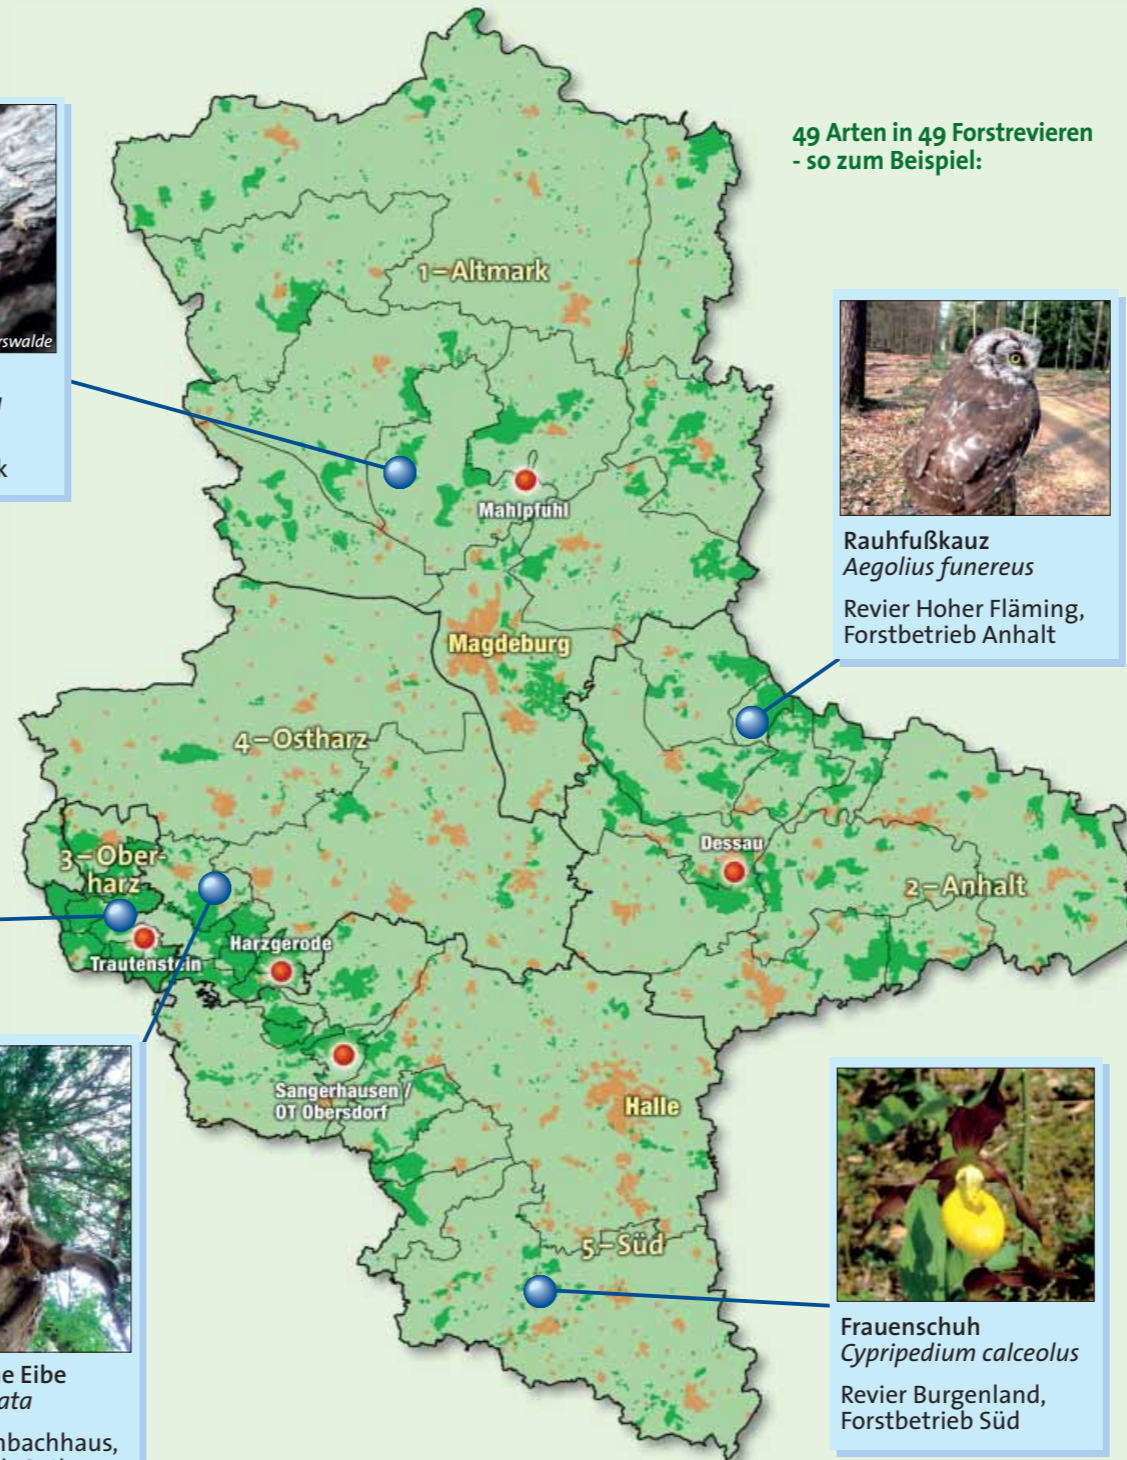 49 Arten in 49 Forstrevieren
- so zum Beispiel:
1 – Altmark
Mahlpfuhl
Magdeburg
4 – Ostharz
3 – Ober-
harz
Trautenstein
Harzgerode
Dessau
2 – Anhalt
Sangerhausen /
OT Obersdorf
Halle
5 – Süd
Rauhfußkauz
Aegolius funereus
Revier Hoher Fläming,
Forstbetrieb Anhalt
Frauenschuh
Cypripedium calceolus
Revier Burgenland,
Forstbetrieb Süd
rswalde
k
e Eibe
ata
nbachhaus,